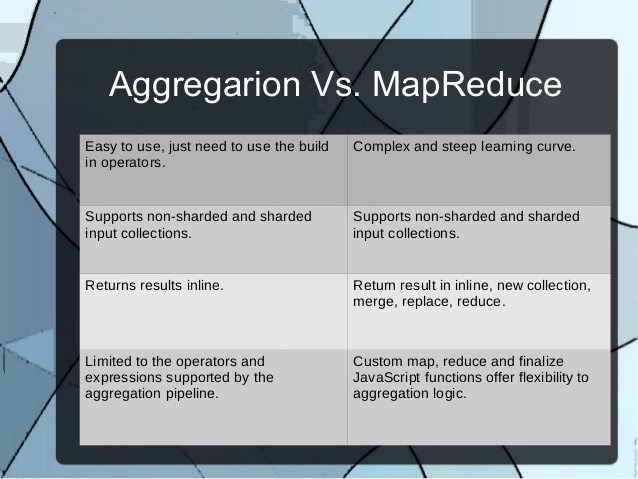 Aggregarion Vs. MapReduce
Easy to use, just need to use the build
in operators.
Complex and steep learning curve.
Supports non-sharded and sharded
input collections.
Supports non-sharded and sharded
input collections.
Returns results inline.
Return result in inline, new collection,
merge, replace, reduce.
Limited to the operators and
expressions supported by the
aggregation pipeline.
Custom map, reduce and finalize
JavaScript functions offer flexibility to
aggregation logic.